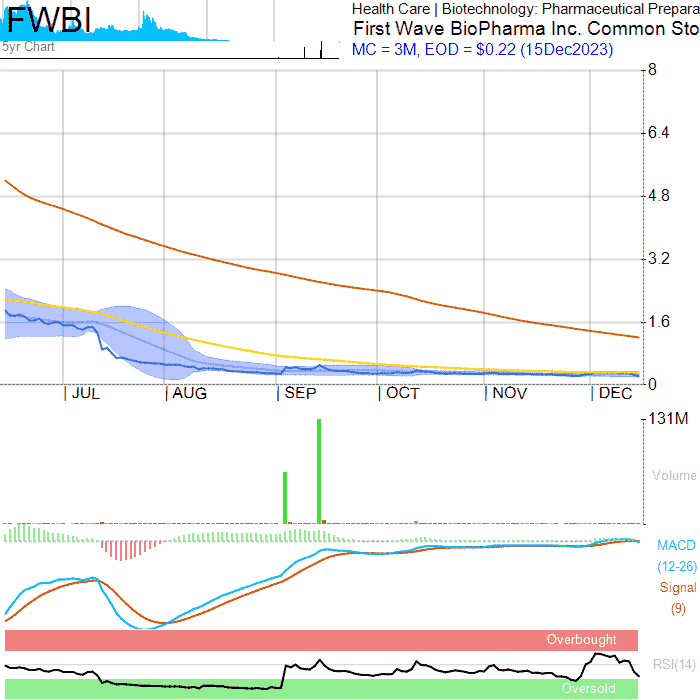 FWBI
5yr Chart
Health Care | Biotechnology: Pharmaceutical Prepara
First Wave BioPharma Inc. Common Sto
MC = 3M, EOD = $0.22 (15Dec2023)
8
6.4
4.8
3.2
1.6
0
JUL
AUG
SEP
OCT
NOV
DEC
131M
Volume
MACD
(12-26)
Signal
(9)
Overbought
RSI(14)
Oversold